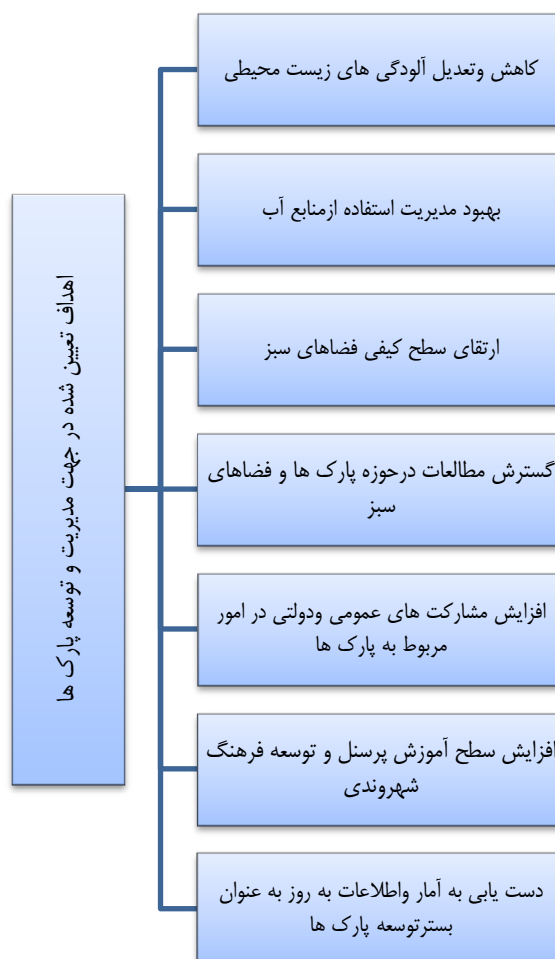 اهداف تعیین شده در جهت مدیریت و توسعه پارک ها
کاهش وتعدیل آلودگی های زیست محیطی
بهبود مدیریت استفاده ازمنابع آب
ارتقای سطح کیفی فضاهای سبز
گسترش مطالعات درحوزه پارک ها و فضاهای
سبز
افزایش مشارکت های عمومی ودولتی در امور
مربوط به پارک ها
افزایش سطح آموزش پرسنل و توسعه فرهنگ
شهروندی
دست یابی به آمار واطلاعات به روز به عنوان
بسترتوسعه پارک ها